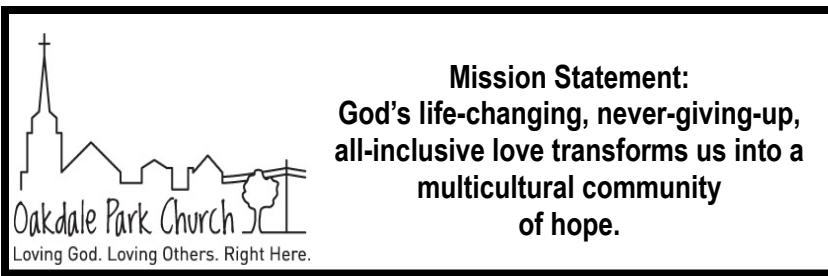 Oakdale Park Church
Loving God. Loving Others. Right Here.
Mission Statement:
God's life-changing, never-giving-up,
all-inclusive love transforms us into a
multicultural community
of hope.